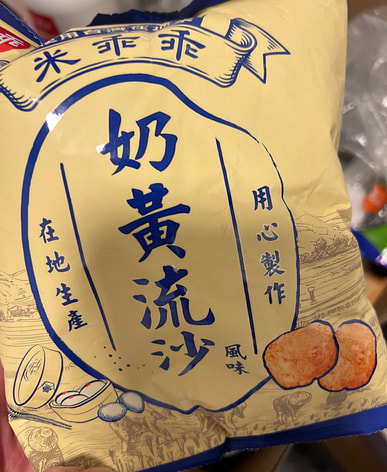 米乖乖
奶黃流沙
風味
用心製作
在地生產